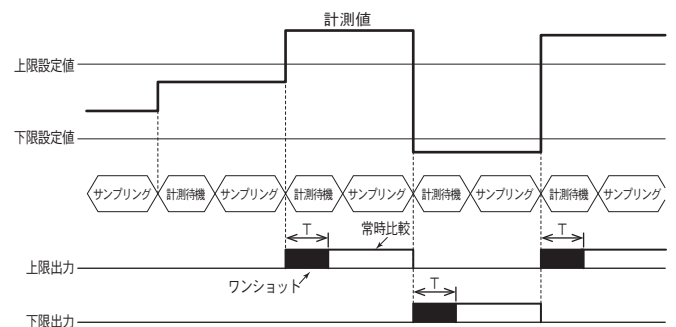 計測値
上限設定値
下限設定値
サンプリング 計測待機 サンプリング 計測待機 サンプリング 計測待機 サンプリング 計測待機 サンプリング
T 常時比較 T
上限出力
ワンショット
T
下限出力